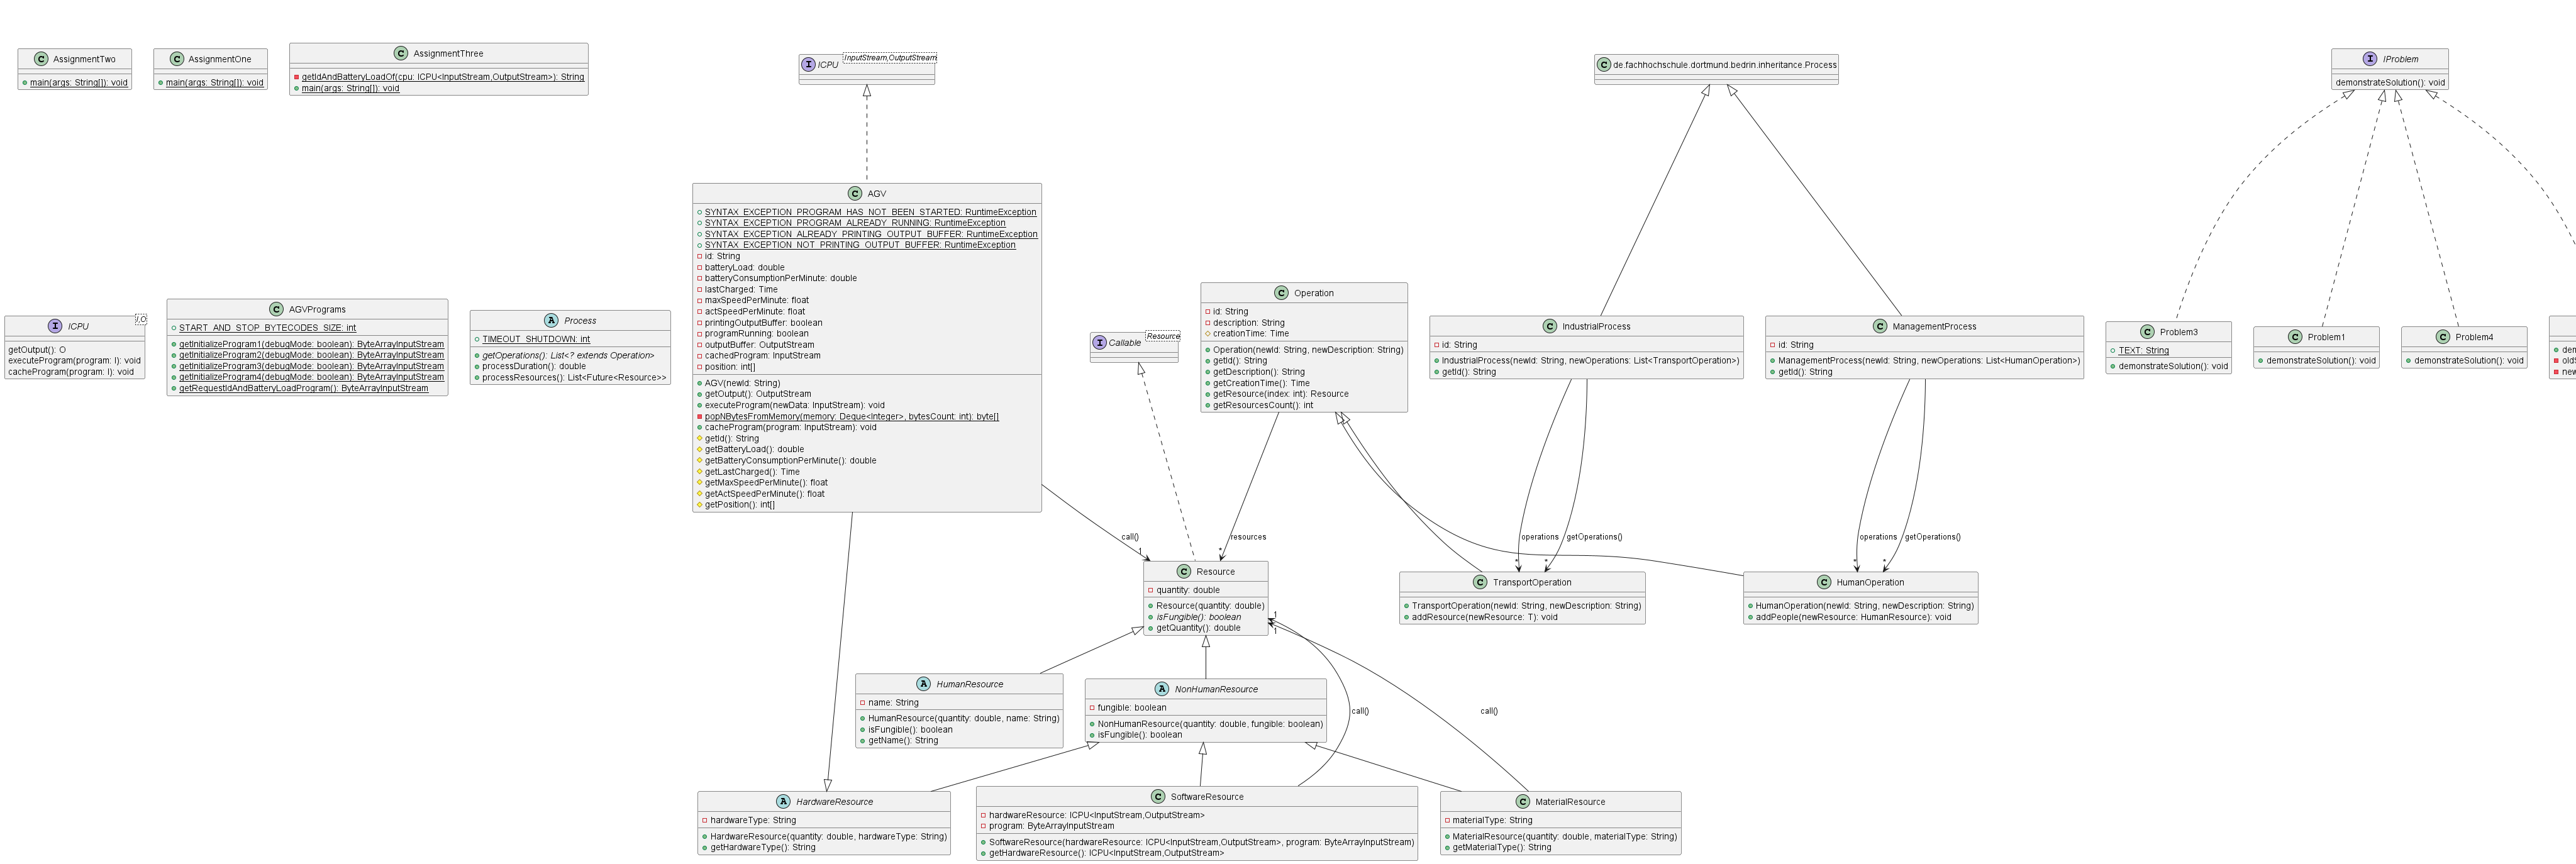 AssignmentTwo
main(args: String[]): void
AssignmentOne
main(args: String[]): void
AssignmentThree
getIdAndBatteryLoadOf(cpu: ICPU<InputStream,OutputStream>): String
main(args: String[]): void
ICPU
InputStream,OutputStream
de.fachhochschule.dortmund.bedrin.inheritance.Process
IProblem
demonstrateSolution(): void
AGV
SYNTAX_EXCEPTION_PROGRAM_HAS_NOT_BEEN_STARTED: RuntimeException
SYNTAX_EXCEPTION_PROGRAM_ALREADY_RUNNING: RuntimeException
SYNTAX_EXCEPTION_ALREADY_PRINTING_OUTPUT_BUFFER: RuntimeException
SYNTAX_EXCEPTION_NOT_PRINTING_OUTPUT_BUFFER: RuntimeException
id: String
batteryLoad: double
batteryConsumptionPerMinute: double
lastCharged: Time
maxSpeedPerMinute: float
actSpeedPerMinute: float
printingOutputBuffer: boolean
programRunning: boolean
outputBuffer: OutputStream
cachedProgram: InputStream
position: int[]
AGV(newId: String)
getOutput(): OutputStream
executeProgram(newData: InputStream): void
popNBytesFromMemory(memory: Deque<Integer>, bytesCount: int): byte[]
cacheProgram(program: InputStream): void
getId(): String
getBatteryLoad(): double
getBatteryConsumptionPerMinute(): double
getLastCharged(): Time
getMaxSpeedPerMinute(): float
getActSpeedPerMinute(): float
getPosition(): int[]
ICPU
I,O
getOutput(): O
executeProgram(program: I): void
cacheProgram(program: I): void
AGVPrograms
START_AND_STOP_BYTECODES_SIZE: int
getInitializeProgram1(debugMode: boolean): ByteArrayInputStream
getInitializeProgram2(debugMode: boolean): ByteArrayInputStream
getInitializeProgram3(debugMode: boolean): ByteArrayInputStream
getInitializeProgram4(debugMode: boolean): ByteArrayInputStream
getRequestIdAndBatteryLoadProgram(): ByteArrayInputStream
Process
TIMEOUT_SHUTDOWN: int
getOperations(): List<? extends Operation>
processDuration(): double
processResources(): List<Future<Resource>>
Callable
Resource
Operation
id: String
description: String
creationTime: Time
Operation(newId: String, newDescription: String)
getId(): String
getDescription(): String
getCreationTime(): Time
getResource(index: int): Resource
getResourcesCount(): int
IndustrialProcess
id: String
IndustrialProcess(newId: String, newOperations: List<TransportOperation>)
getId(): String
ManagementProcess
id: String
ManagementProcess(newId: String, newOperations: List<HumanOperation>)
getId(): String
Problem3
TEXT: String
demonstrateSolution(): void
Problem1
demonstrateSolution(): void
Problem4
demonstrateSolution(): void
call()
1
resources
*
operations
*
getOperations()
*
operations
*
getOperations()
*
Resource
quantity: double
Resource(quantity: double)
isFungible(): boolean
getQuantity(): double
1
1
TransportOperation
TransportOperation(newId: String, newDescription: String)
addResource(newResource: T): void
HumanOperation
HumanOperation(newId: String, newDescription: String)
addPeople(newResource: HumanResource): void
HumanResource
name: String
HumanResource(quantity: double, name: String)
isFungible(): boolean
getName(): String
NonHumanResource
fungible: boolean
NonHumanResource(quantity: double, fungible: boolean)
isFungible(): boolean
call()
call()
HardwareResource
hardwareType: String
HardwareResource(quantity: double, hardwareType: String)
getHardwareType(): String
SoftwareResource
hardwareResource: ICPU<InputStream,OutputStream>
program: ByteArrayInputStream
SoftwareResource(hardwareResource: ICPU<InputStream,OutputStream>, program: ByteArrayInputStream)
getHardwareResource(): ICPU<InputStream,OutputStream>
MaterialResource
materialType: String
MaterialResource(quantity: double, materialType: String)
getMaterialType(): String